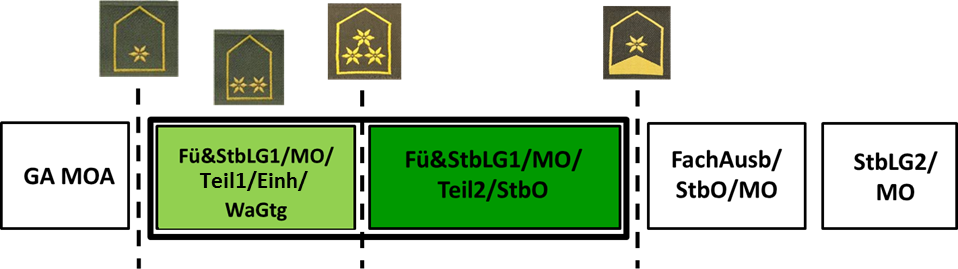 GA MOA
Fü&StbLG1/MO/
Teil1/Einh/
WaGtg
Fü&StbLG1/MO/
Teil2/StbO
FachAusb/
StbO/MO
StbLG2/
MO